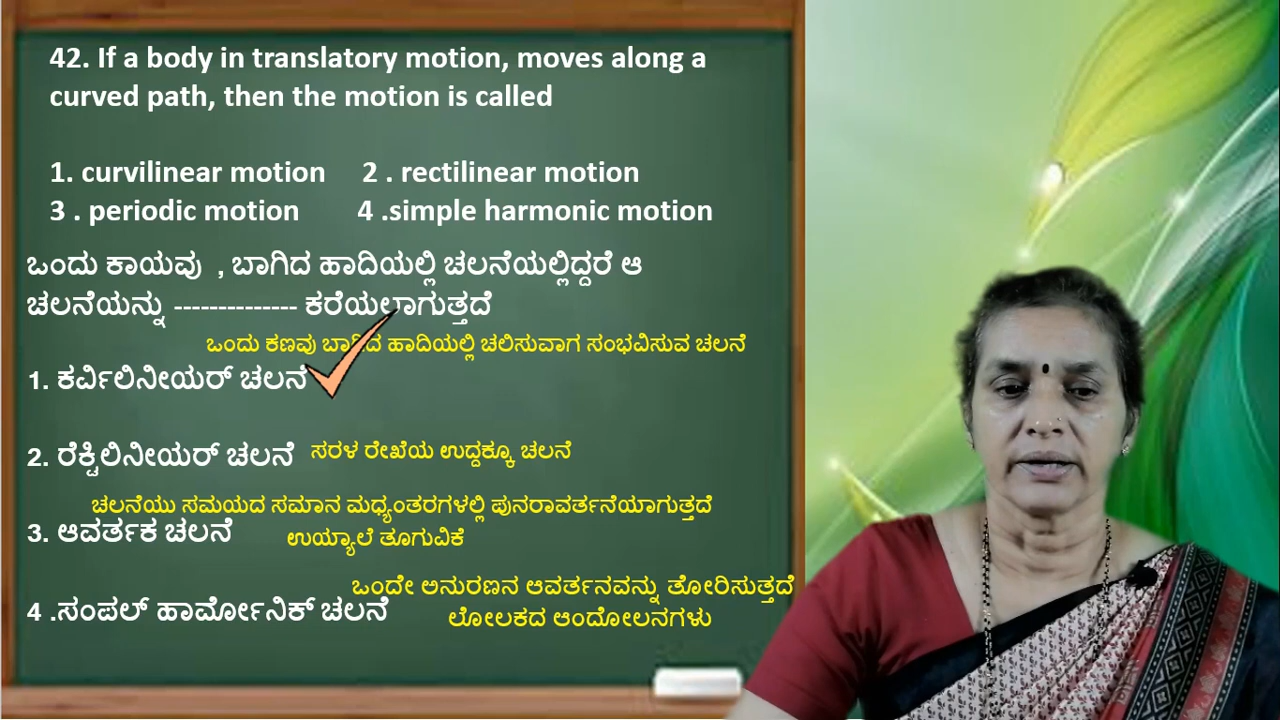 42. If a body in translatory motion, moves along a
curved path, then the motion is called
1. curvilinear motion 2 . rectilinear motion
3 . periodic motion 4 .simple harmonic motion
ಒಂದು ಕಾಯವು , ಬಾಗಿದ ಹಾದಿಯಲ್ಲಿ ಚಲನೆಯಲ್ಲಿದ್ದರೆ ಆ
ಚಲನೆಯನ್ನು -------------- ಕರೆಯಲಾಗುತ್ತದೆ
ಒಂದು ಕಣವು ಬಾಗಿದ ಹಾದಿಯಲ್ಲಿ ಚಲಿಸುವಾಗ ಸಂಭವಿಸುವ ಚಲನೆ
1. ಕರ್ವಿಲಿನೀಯರ್ ಚಲನೆ
2. ರೆಕ್ಟಿಲಿನೀಯರ್ ಚಲನೆ ಸರಳ ರೇಖೆಯ ಉದ್ದಕ್ಕೂ ಚಲನೆ
ಚಲನೆಯು ಸಮಯದ ಸಮಾನ ಮಧ್ಯಂತರಗಳಲ್ಲಿ ಪುನರಾವರ್ತನೆಯಾಗುತ್ತದೆ
3. ಆವರ್ತಕ ಚಲನೆ ಉಯ್ಯಾಲೆ ತೂಗುವಿಕೆ
ಒಂದೇ ಅನುರಣನ ಆವರ್ತನವನ್ನು ತೋರಿಸುತ್ತದೆ
4 .ಸಂಪಲ್ ಹಾರ್ಮೋನಿಕ್ ಚಲನೆ ಲೋಲಕದ ಆಂದೋಲನಗಳು